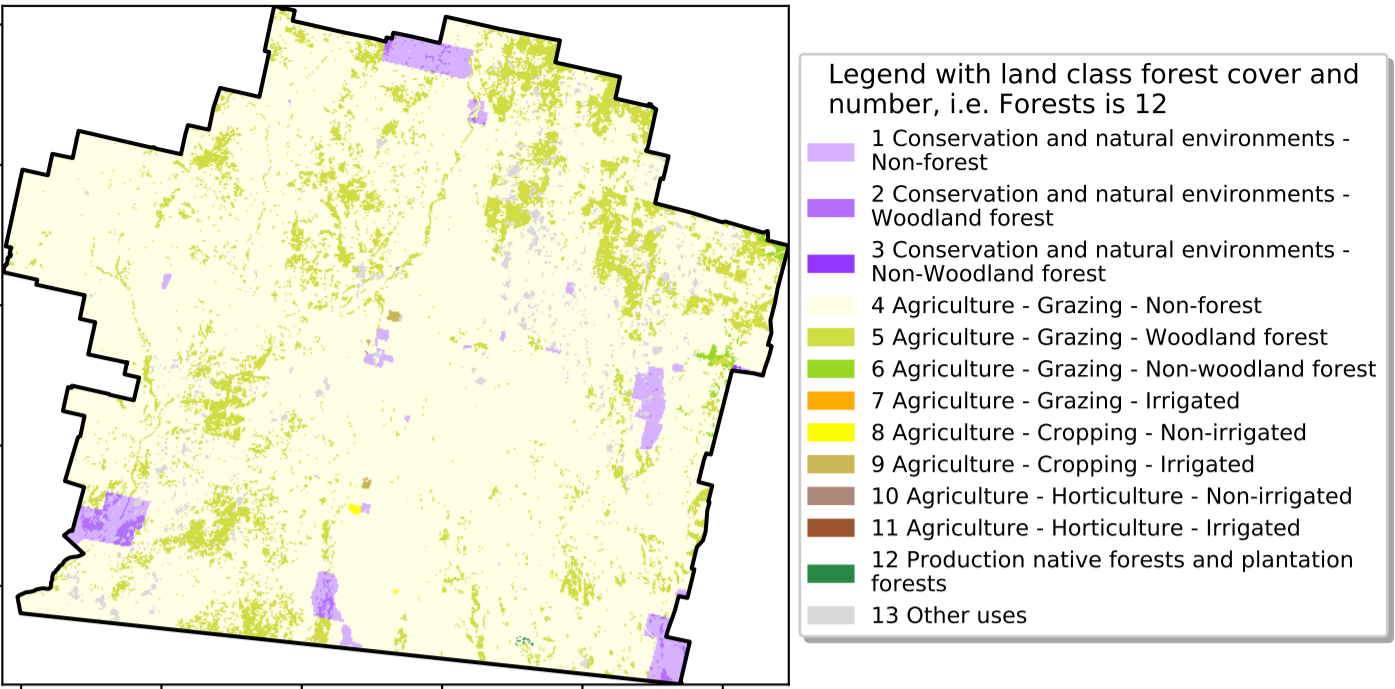 Legend with land class forest cover and
number, i.e. Forests is 12
1 Conservation and natural environments -
Non-forest
2 Conservation and natural environments -
Woodland forest
3 Conservation and natural environments -
Non-Woodland forest
4 Agriculture - Grazing - Non-forest
5 Agriculture - Grazing - Woodland forest
6 Agriculture - Grazing - Non-woodland forest
7 Agriculture - Grazing - Irrigated
8 Agriculture - Cropping - Non-irrigated
9 Agriculture - Cropping - Irrigated
10 Agriculture - Horticulture - Non-irrigated
11 Agriculture - Horticulture - Irrigated
12 Production native forests and plantation
forests
13 Other uses